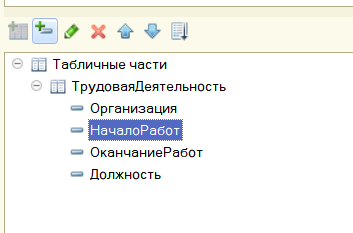 Табличные части
ТрудоваяДеятельность
Организация
НачалоРабот
ОканчаниеРабот
Должность